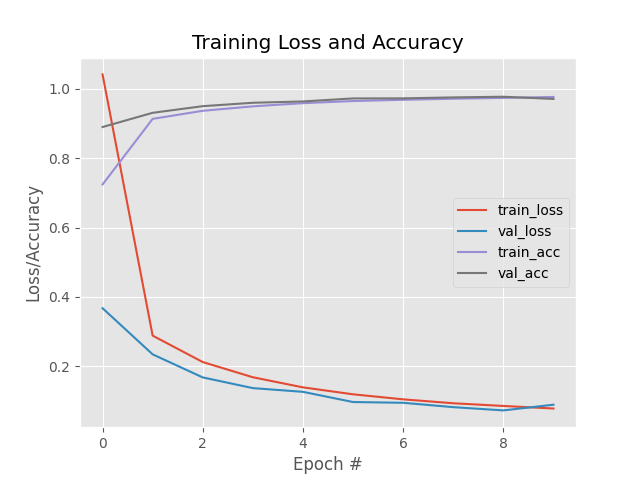 Training Loss and Accuracy
1.0
0.8
0.6
0.4
0.2
Loss/Accuracy
train_loss
val_loss
train_acc
val_acc
0 2 4 6 8
Epoch #